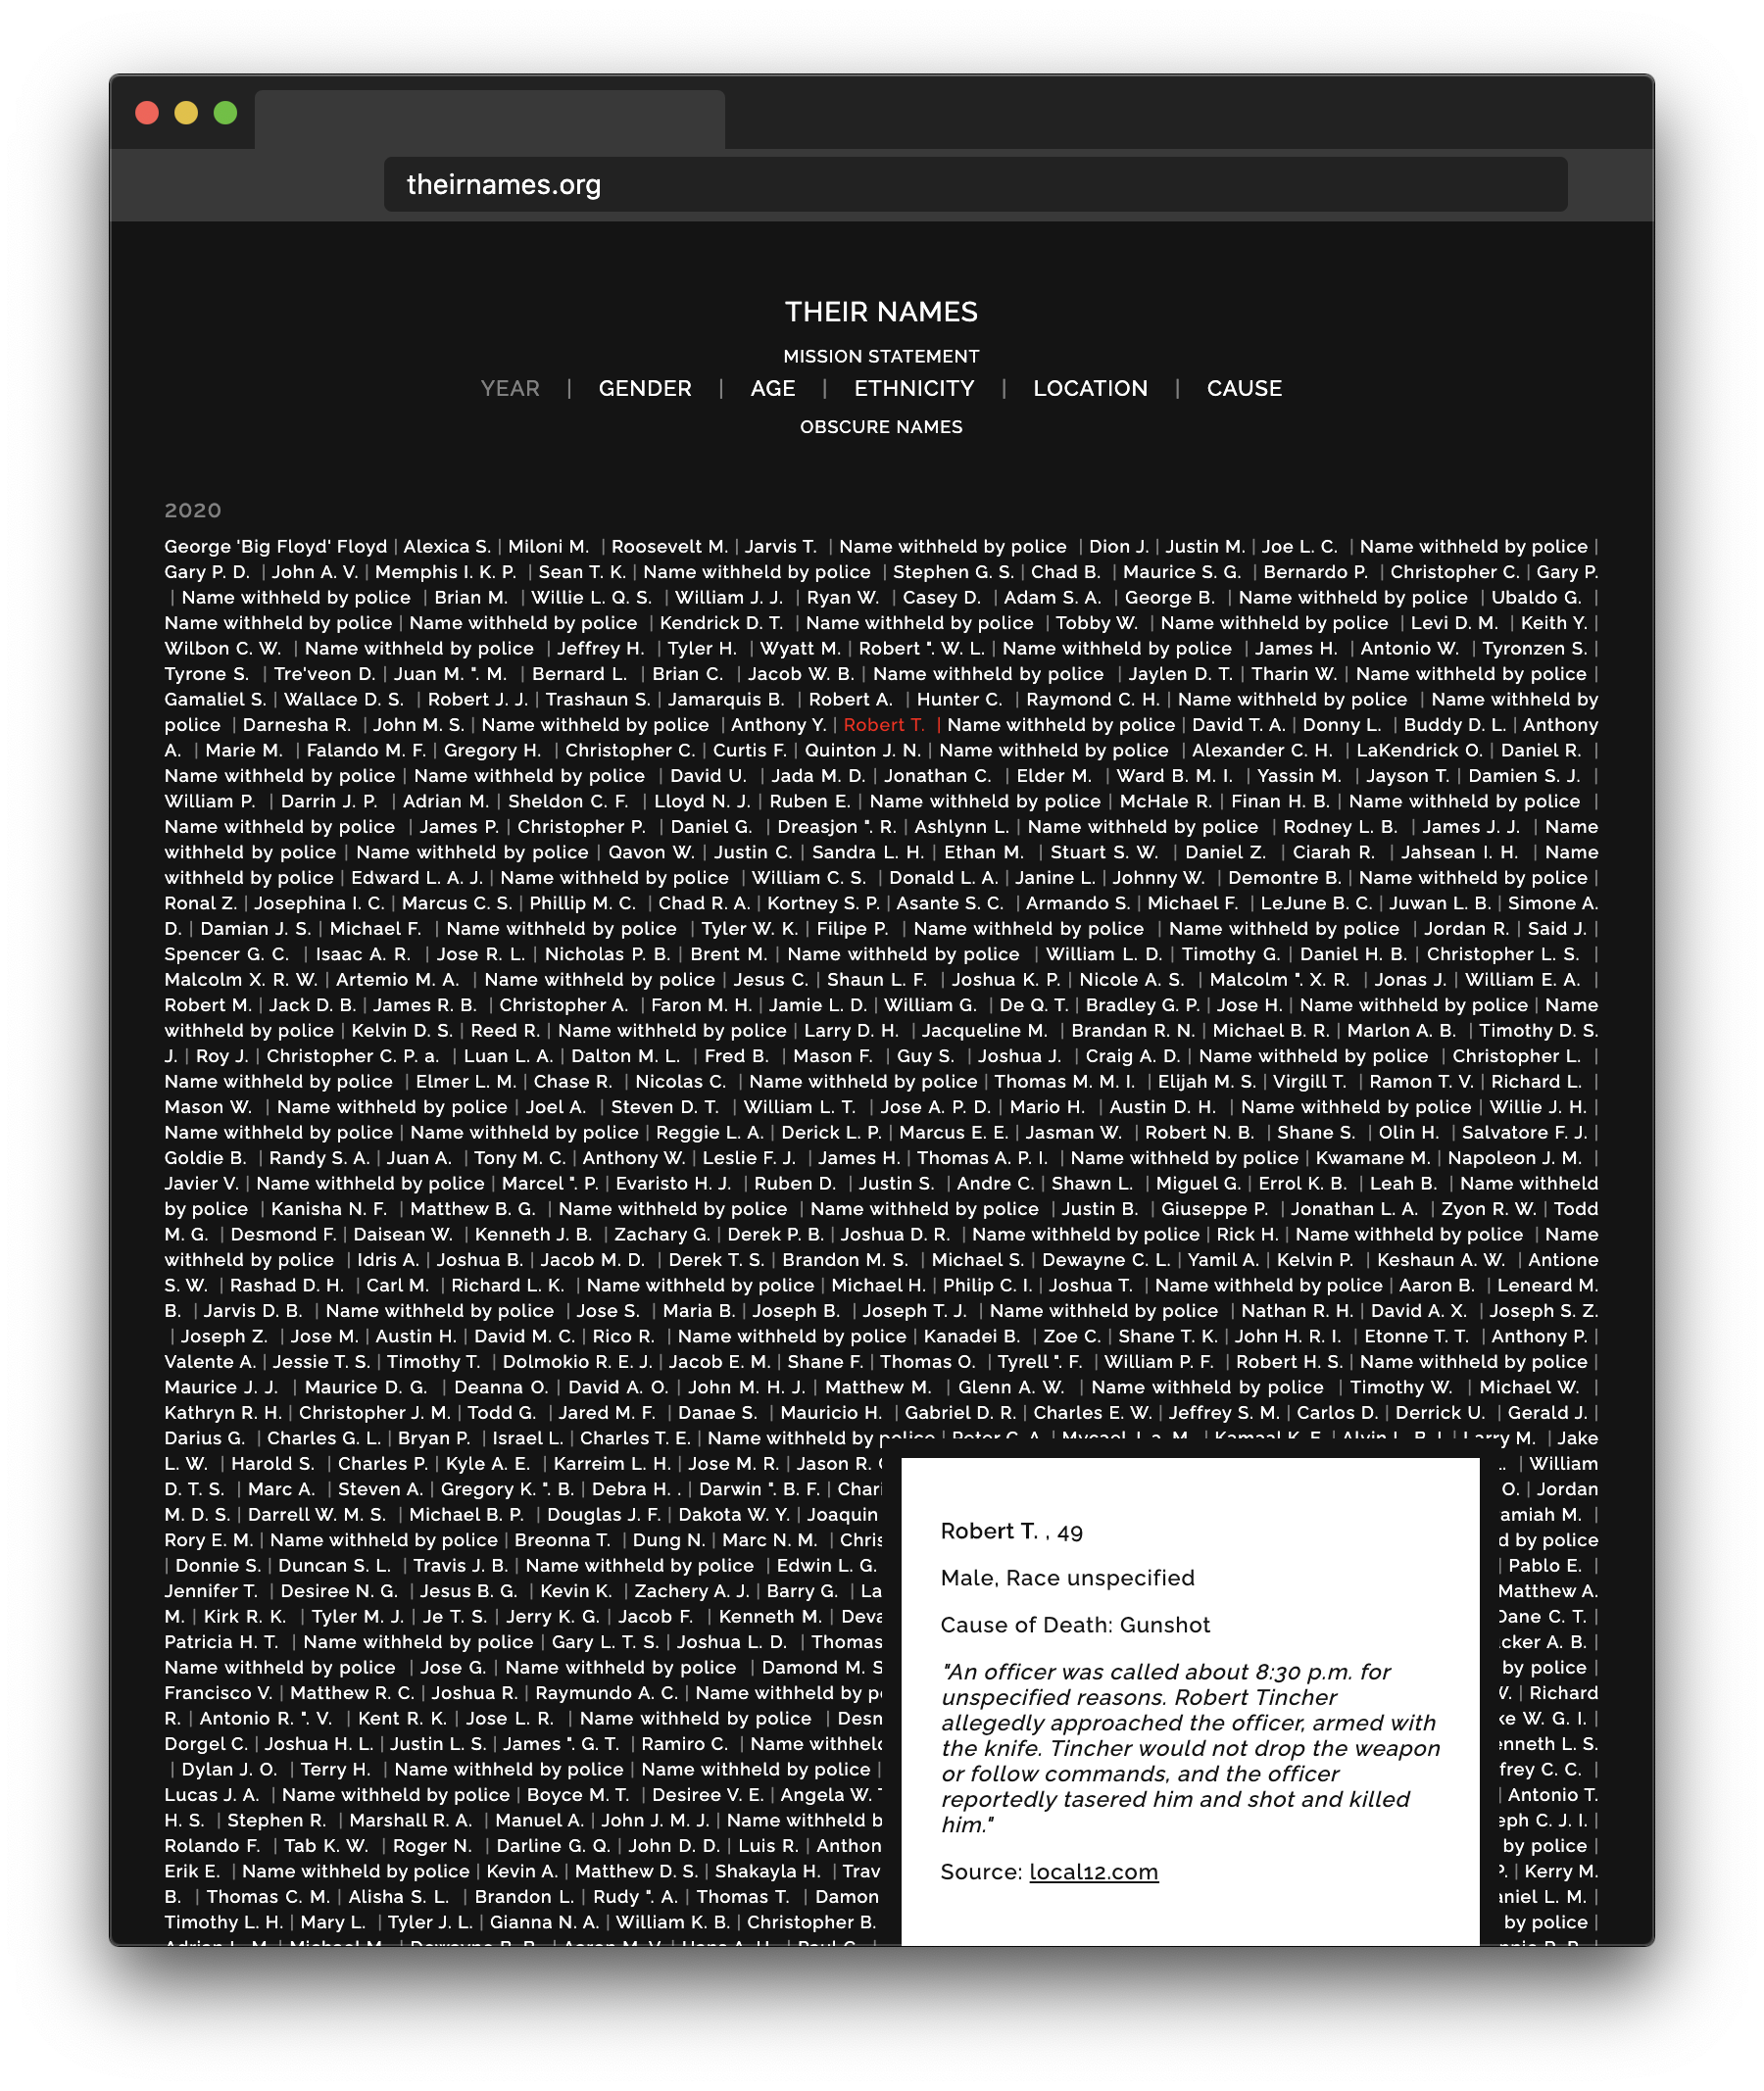 theirnames.org
THEIR NAMES
MISSION STATEMENT
YEAR | GENDER | AGE | ETHNICITY | LOCATION | CAUSE
OBSCURE NAMES
2020
George 'Big Floyd' Floyd | Alexica S. | Miloni M. | Roosevelt M. | Jarvis T. | Name withheld by police | Dion J. | Justin M. | Joe L. C. | Name withheld by police |
Gary P. D. | John A. V. | Memphis I. K. P. | Sean T. K. | Name withheld by police | Stephen G. S. | Chad B. | Maurice S. G. | Bernardo P. | Christopher C. | Gary P.
| Name withheld by police | Brian M. | Willie L. Q. S. | William J. J. | Ryan W. | Casey D. | Adam S. A. | George B. | Name withheld by police | Ubaldo G. |
Name withheld by police | Name withheld by police | Kendrick D. T. | Name withheld by police | Tobby W. | Name withheld by police | Levi D. M. | Keith Y. |
Wilbon C. W. | Name withheld by police | Jeffrey H. | Tyler H. | Wyatt M. | Robert ". W. L. | Name withheld by police | James H. | Antonio W. | Tyronzen S. |
Tyrone S. | Tre'veon D. | Juan M. ". M. | Bernard L. | Brian C. | Jacob W. B. | Name withheld by police | Jaylen D. T. | Tharin W. | Name withheld by police |
Gamaliel S. | Wallace D. S. | Robert J. J. | Trashaun S. | Jamarquis B. | Robert A. | Hunter C. | Raymond C. H. | Name withheld by police | Name withheld by
police | Darnesha R. | John M. S. | Name withheld by police | Anthony Y. | Robert T. | Name withheld by police | David T. A. | Donny L. | Buddy D. L. | Anthony
A. | Marie M. | Falando M. F. | Gregory H. | Christopher C. | Curtis F. | Quinton J. N. | Name withheld by police | Alexander C. H. | LaKendrick O. | Daniel R. |
Name withheld by police | Name withheld by police | David U. | Jada M. D. | Jonathan C. | Elder M. | Ward B. M. I. | Yassin M. | Jayson T. | Damien S. J. |
William P. | Darrin J. P. | Adrian M. | Sheldon C. F. | Lloyd N. J. | Ruben E. | Name withheld by police | McHale R. | Finan H. B. | Name withheld by police |
Name withheld by police | James P. | Christopher P. | Daniel G. | Dreasjon ". R. | Ashlynn L. | Name withheld by police | Rodney L. B. | James J. J. | Name
withheld by police | Name withheld by police | Qavon W. | Justin C. | Sandra L. H. | Ethan M. | Stuart S. W. | Daniel Z. | Ciarah R. | Jahsean I. H. | Name
withheld by police | Edward L. A. J. | Name withheld by police | William C. S. | Donald L. A. | Janine L. | Johnny W. | Demontre B. | Name withheld by police |
Ronal Z. | Josephina I. C. | Marcus C. S. | Phillip M. C. | Chad R. A. | Kortney S. P. | Asante S. C. | Armando S. | Michael F. | LeJune B. C. | Juwan L. B. | Simone A.
D. | Damian J. S. | Michael F. | Name withheld by police | Tyler W. K. | Filipe P. | Name withheld by police | Name withheld by police | Jordan R. | Said J. |
Spencer G. C. | Isaac A. R. | Jose R. L. | Nicholas P. B. | Brent M. | Name withheld by police | William L. D. | Timothy G. | Daniel H. B. | Christopher L. S. |
Malcolm X. R. W. | Artemio M. A. | Name withheld by police | Jesus C. | Shaun L. F. | Joshua K. P. | Nicole A. S. | Malcolm ". X. R. | Jonas J. | William E. A. |
Robert M. | Jack D. B. | James R. B. | Christopher A. | Faron M. H. | Jamie L. D. | William G. | De Q. T. | Bradley G. P. | Jose H. | Name withheld by police | Name
withheld by police | Kelvin D. S. | Reed R. | Name withheld by police | Larry D. H. | Jacqueline M. | Brandan R. N. | Michael B. R. | Marlon A. B. | Timothy D. S.
J. | Roy J. | Christopher C. P. a. | Luan L. A. | Dalton M. L. | Fred B. | Mason F. | Guy S. | Joshua J. | Craig A. D. | Name withheld by police | Christopher L. |
Name withheld by police | Elmer L. M. | Chase R. | Nicolas C. | Name withheld by police | Thomas M. M. I. | Elijah M. S. | Virgill T. | Ramon T. V. | Richard L. |
Mason W. | Name withheld by police | Joel A. | Steven D. T. | William L. T. | Jose A. P. D. | Mario H. | Austin D. H. | Name withheld by police | Willie J. H. |
Name withheld by police | Name withheld by police | Reggie L. A. | Derick L. P. | Marcus E. E. | Jasman W. | Robert N. B. | Shane S. | Olin H. | Salvatore F. J. |
Goldie B. | Randy S. A. | Juan A. | Tony M. C. | Anthony W. | Leslie F. J. | James H. | Thomas A. P. I. | Name withheld by police | Kwamane M. | Napoleon J. M. |
Javier V. | Name withheld by police | Marcel ". P. | Evaristo H. J. | Ruben D. | Justin S. | Andre C. | Shawn L. | Miguel G. | Errol K. B. | Leah B. | Name withheld
by police | Kanisha N. F. | Matthew B. G. | Name withheld by police | Name withheld by police | Justin B. | Giuseppe P. | Jonathan L. A. | Zyon R. W. | Todd
M. G. | Desmond F. | Daisean W. | Kenneth J. B. | Zachary G. | Derek P. B. | Joshua D. R. | Name withheld by police | Rick H. | Name withheld by police | Name
withheld by police | Idris A. | Joshua B. | Jacob M. D. | Derek T. S. | Brandon M. S. | Michael S. | Dewayne C. L. | Yamil A. | Kelvin P. | Keshaun A. W. | Antione
S. W. | Rashad D. H. | Carl M. | Richard L. K. | Name withheld by police | Michael H. | Philip C. I. | Joshua T. | Name withheld by police | Aaron B. | Leneard M.
B. | Jarvis D. B. | Name withheld by police | Jose S. | Maria B. | Joseph B. | Joseph T. J. | Name withheld by police | Nathan R. H. | David A. X. | Joseph S. Z.
| Joseph Z. | Jose M. | Austin H. | David M. C. | Rico R. | Name withheld by police | Kanadei B. | Zoe C. | Shane T. K. | John H. R. I. | Etonne T. T. | Anthony P. |
Valente A. | Jessie T. S. | Timothy T. | Dolmokio R. E. J. | Jacob E. M. | Shane F. | Thomas O. | Tyrell ". F. | William P. F. | Robert H. S. | Name withheld by police |
Maurice J. J. | Maurice D. G. | Deanna O. | David A. O. | John M. H. J. | Matthew M. | Glenn A. W. | Name withheld by police | Timothy W. | Michael W. |
Kathryn R. H. | Christopher J. M. | Todd G. | Jared M. F. | Danae S. | Mauricio H. | Gabriel D. R. | Charles E. W. | Jeffrey S. M. | Carlos D. | Derrick U. | Gerald J. |
Darius G. | Charles G. L. | Bryan P. | Israel L. | Charles T. E. | Name withheld by police | Peter C. A. | | Larry M. | Jake
L. W. | Harold S. | Charles P. | Kyle A. E. | Karreim L. H. | Jose M. R. | Jason R. | William
D. T. S. | Marc A. | Steven A. | Gregory K. ". B. | Debra H. . | Darwin ". B. F. | Chari O. | Jordan
M. D. S. | Darrell W. M. S. | Michael B. P. | Douglas J. F. | Dakota W. Y. | Joaquin amiah M. |
Rory E. M. | Name withheld by police | Breonna T. | Dung N. | Marc N. M. | Chris d by police
| Donnie S. | Duncan S. L. | Travis J. B. | Name withheld by police | Edwin L. G. | Pablo E. |
Jennifer T. | Desiree N. G. | Jesus B. G. | Kevin K. | Zachery A. J. | Barry G. | La Matthew A.
M. | Kirk R. K. | Tyler M. J. | Je T. S. | Jerry K. G. | Jacob F. | Kenneth M. | Deva Dane C. T. |
Patricia H. T. | Name withheld by police | Gary L. T. S. | Joshua L. D. | Thomas cker A. B. |
Name withheld by police | Jose G. | Name withheld by police | Damond M. S by police |
Francisco V. | Matthew R. C. | Joshua R. | Raymundo A. C. | Name withheld by p | Richard
R. | Antonio R. ". V. | Kent R. K. | Jose L. R. | Name withheld by police | Desm ke W. G. I. |
Dorgel C. | Joshua H. L. | Justin L. S. | James ". G. T. | Ramiro C. | Name withheld enneth L. S.
| Dylan J. O. | Terry H. | Name withheld by police | Name withheld by police | frey C. C. |
Lucas J. A. | Name withheld by police | Boyce M. T. | Desiree V. E. | Angela W. | Antonio T.
H. S. | Stephen R. | Marshall R. A. | Manuel A. | John J. M. J. | Name withheld b eph C. J. I. |
Rolando F. | Tab K. W. | Roger N. | Darline G. Q. | John D. D. | Luis R. | Anthon by police |
Erik E. | Name withheld by police | Kevin A. | Matthew D. S. | Shakayla H. | Trav P. | Kerry M.
B. | Thomas C. M. | Alisha S. L. | Brandon L. | Rudy ". A. | Thomas T. | Damon aniel L. M. |
Timothy L. H. | Mary L. | Tyler J. L. | Gianna N. A. | William K. B. | Christopher B. by police |
Robert T. , 49
Male, Race unspecified
Cause of Death: Gunshot
"An officer was called about 8:30 p.m. for
unspecified reasons. Robert Tincher
allegedly approached the officer, armed with
the knife. Tincher would not drop the weapon
or follow commands, and the officer
reportedly tasered him and shot and killed
him."
Source: local12.com